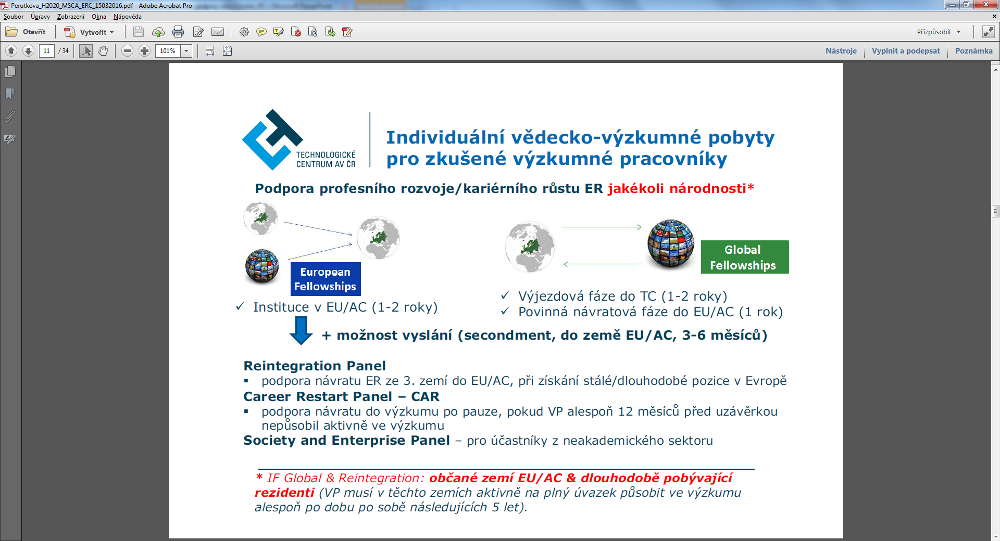 Perutkova_H2020_MSCA_ERC_15032016.pdf - Adobe Acrobat Pro
Soubor Úpravy Zobrazení Okna Nápověda
Otevřít Vytvořit Přizpůsobit
11 / 34 101% Nástroje Vyplnit a podepsat Poznámka
TECHNOLOGICKÉ
CENTRUM AV ČR
Individuální vědecko-výzkumné pobyty
pro zkušené výzkumné pracovníky
Podpora profesního rozvoje/kariérního růstu ER jakékoli národnosti*
European
Fellowships
Global
Fellowships
✓ Instituce v EU/AC (1-2 roky)
✓ Výjezdová fáze do TC (1-2 roky)
✓ Povinná návratová fáze do EU/AC (1 rok)
+ možnost vyslání (secondment, do země EU/AC, 3-6 měsíců)
Reintegration Panel
▪ podpora návratu ER ze 3. zemí do EU/AC, při získání stálé/dlouhodobé pozice v Evropě
Career Restart Panel – CAR
▪ podpora návratu do výzkumu po pauze, pokud VP alespoň 12 měsíců před uzávěrkou
nepůsobil aktivně ve výzkumu
Society and Enterprise Panel – pro účastníky z neakademického sektoru
* IF Global & Reintegration: občané zemí EU/AC & dlouhodobě pobývající
rezidenti (VP musí v těchto zemích aktivně na plný úvazek působit ve výzkumu
alespoň po dobu po sobě následujících 5 let).